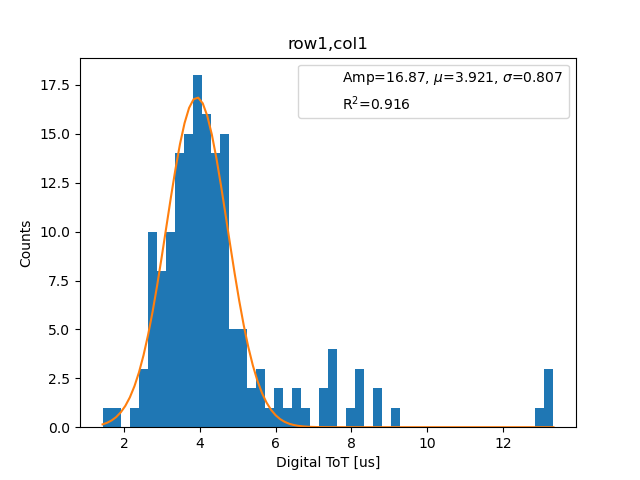 row1,col1
Amp=16.87, μ=3.921, σ=0.807
R²=0.916
17.5
15.0
12.5
10.0
7.5
5.0
2.5
0.0
Counts
2 4 6 8 10 12
Digital ToT [us]